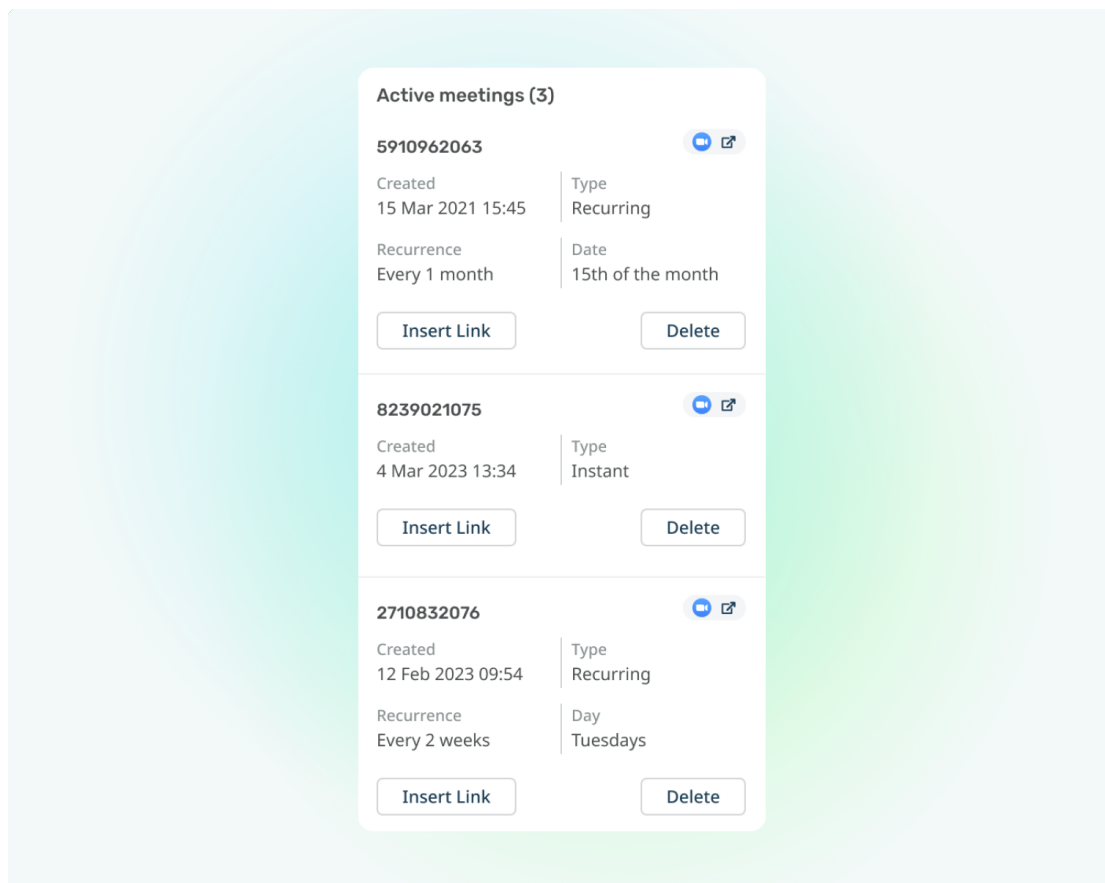 Active meetings (3)
5910962063
Created
15 Mar 2021 15:45
Type
Recurring
Recurrence
Every 1 month
Date
15th of the month
Insert Link
Delete
8239021075
Created
4 Mar 2023 13:34
Type
Instant
Insert Link
Delete
2710832076
Created
12 Feb 2023 09:54
Type
Recurring
Recurrence
Every 2 weeks
Day
Tuesdays
Insert Link
Delete